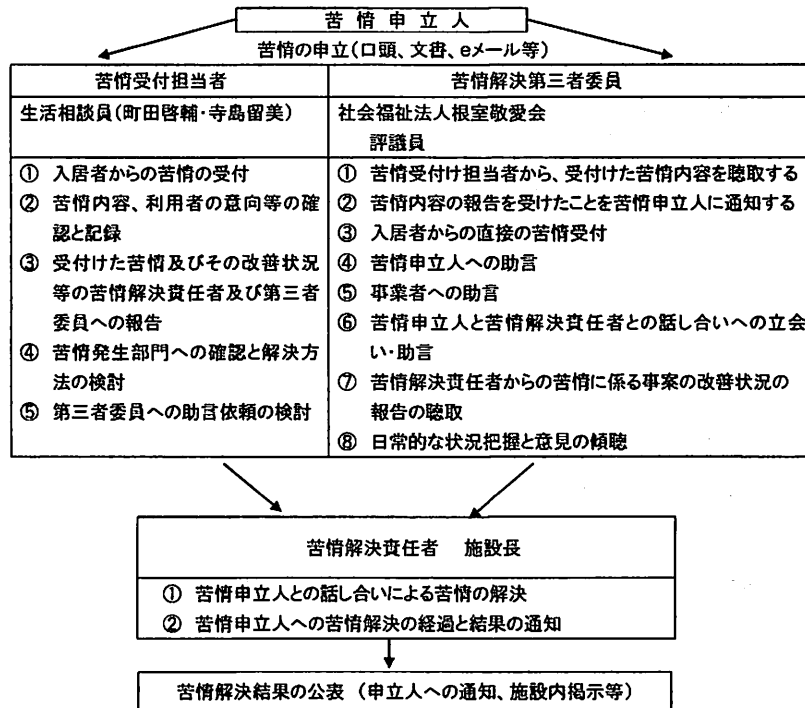 苦情申立人
苦情の申立(口頭、文書、eメール等)
苦情受付担当者
生活相談員(町田啓輔・寺島留美)
① 入居者からの苦情の受付
② 苦情内容、利用者の意向等の確
認と記録
③ 受付けた苦情及びその改善状況
等の苦情解決責任者及び第三者
委員への報告
④ 苦情発生部門への確認と解決方
法の検討
⑤ 第三者委員への助言依頼の検討
苦情解決第三者委員
社会福祉法人根室敬愛会
評議員
① 苦情受付け担当者から、受付けた苦情内容を聴取する
② 苦情内容の報告を受けたことを苦情申立人に通知する
③ 入居者からの直接の苦情受付
④ 苦情申立人への助言
⑤ 事業者への助言
⑥ 苦情申立人と苦情解決責任者との話し合いへの立会
い・助言
⑦ 苦情解決責任者からの苦情に係る事案の改善状況の
報告の聴取
⑧ 日常的な状況把握と意見の傾聴
苦情解決責任者 施設長
① 苦情申立人との話し合いによる苦情の解決
② 苦情申立人への苦情解決の経過と結果の通知
苦情解決結果の公表 (申立人への通知、施設内掲示等)